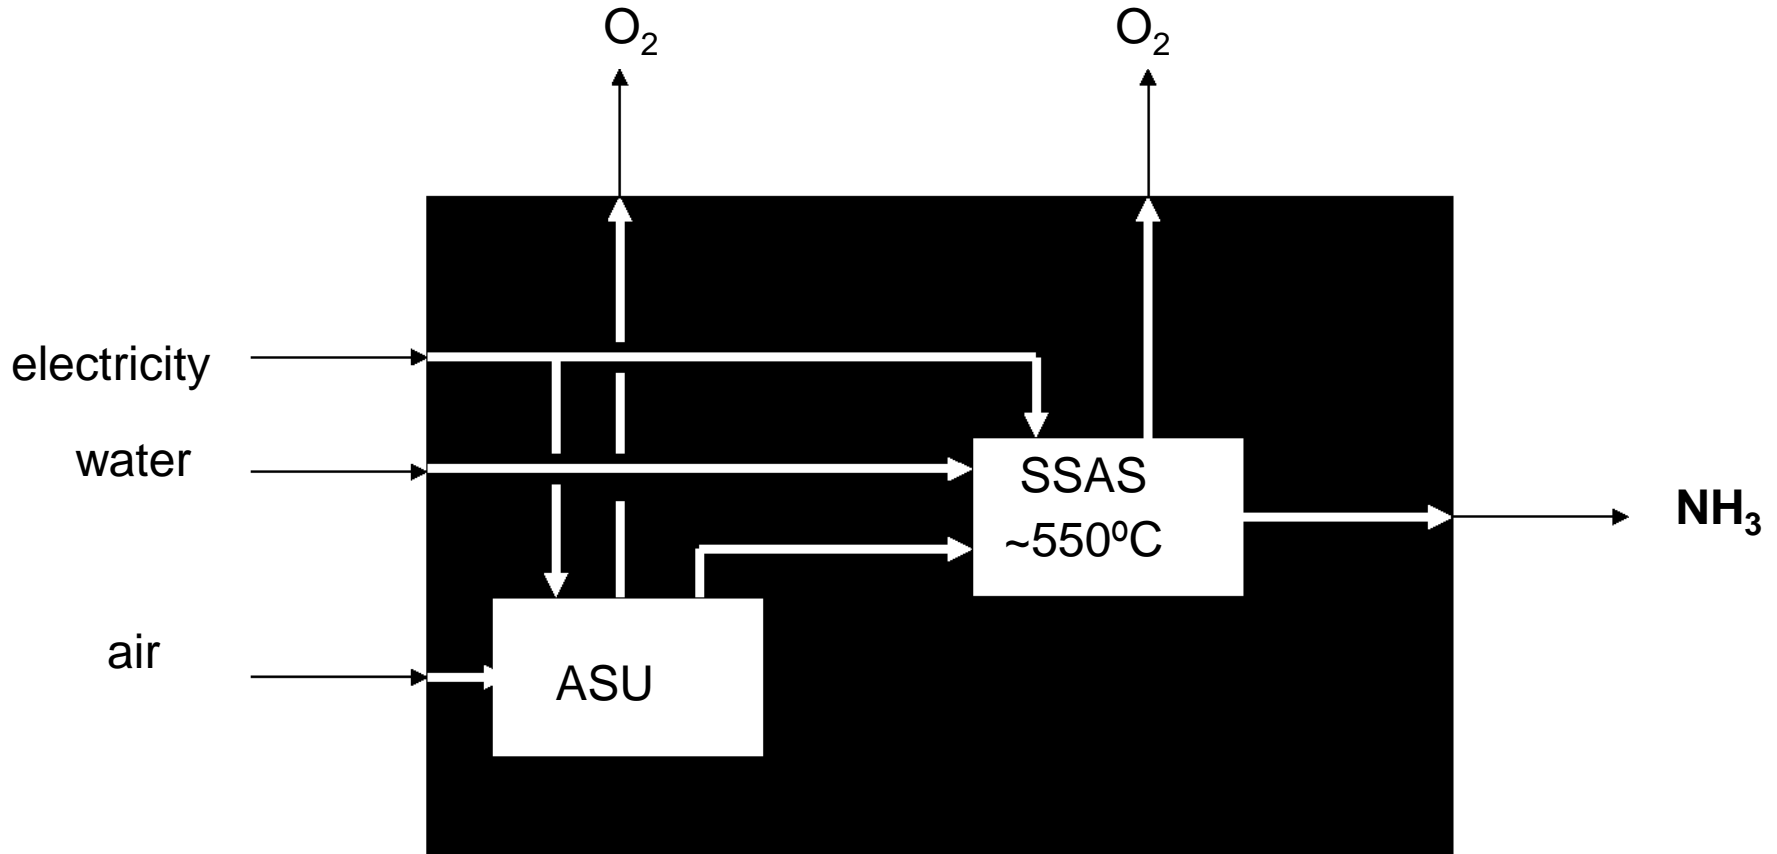 O₂
O₂
electricity
water
SSAS
~550ºC
NH₃
air
ASU